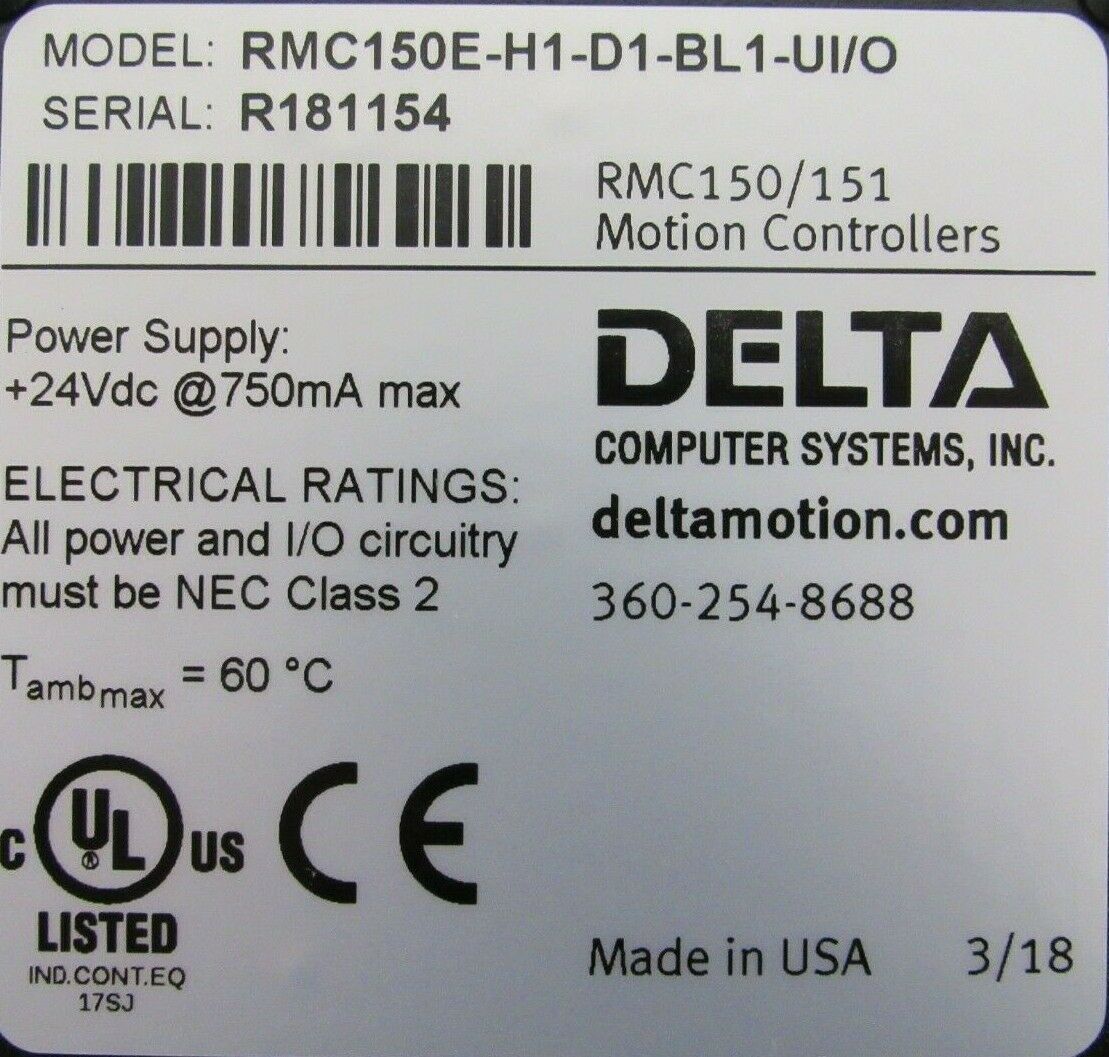 MODEL: RMC150E-H1-D1-BL1-UI/O
SERIAL: R181154
RMC150/151
Motion Controllers
Power Supply:
+24Vdc @750mA max
ELECTRICAL RATINGS:
All power and I/O circuitry
must be NEC Class 2
Tambmax = 60 °C
C UL® US
LISTED
IND.CONT.EQ
17SJ
CE
DELTA
COMPUTER SYSTEMS, INC.
deltamotion.com
360-254-8688
Made in USA 3/18